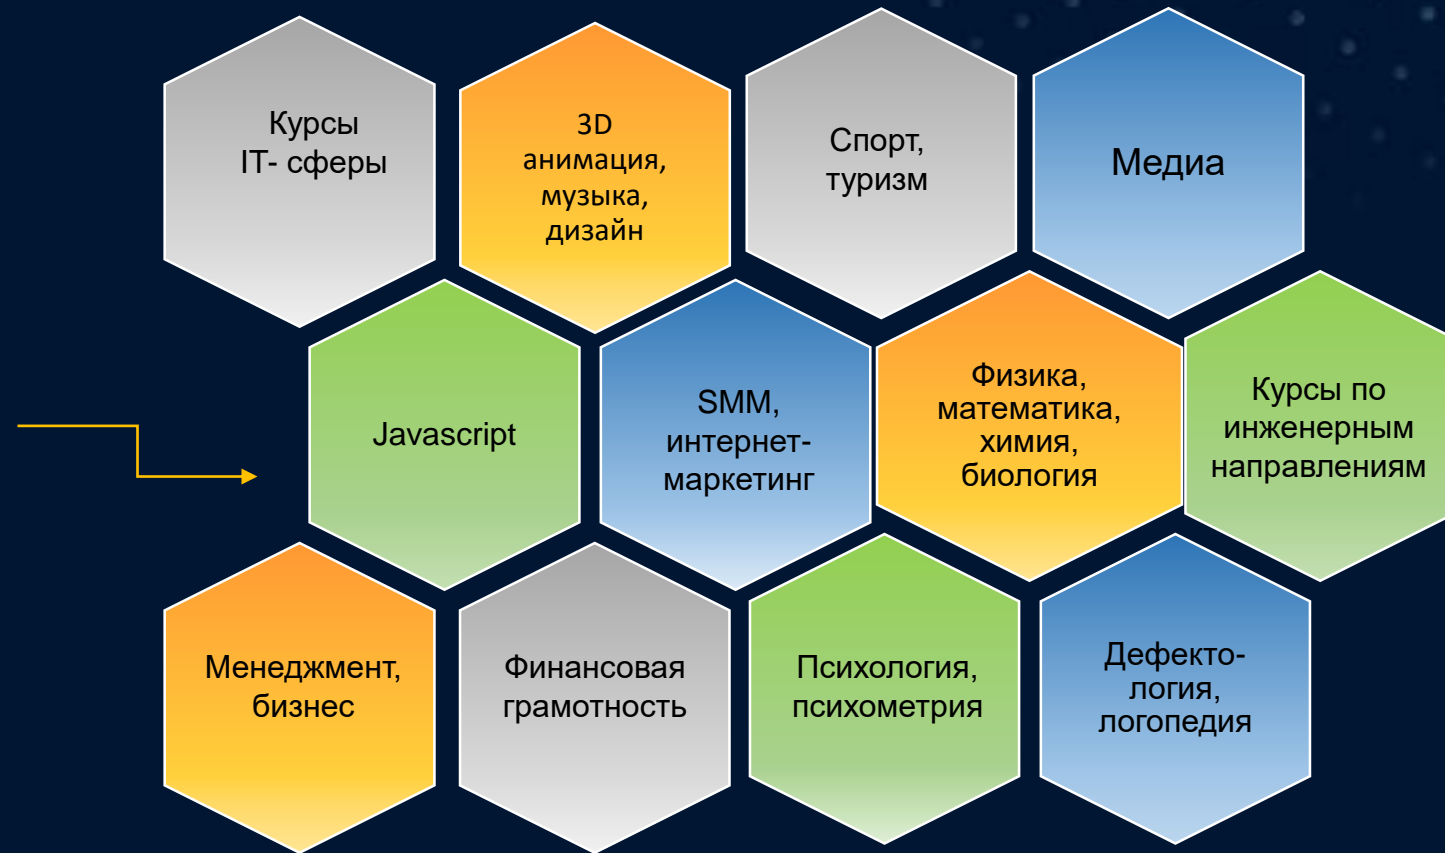 Курсы
IT- сферы
3D
анимация,
музыка,
дизайн
Спорт,
туризм
Медиа
Javascript
SMM,
интернет-
маркетинг
Физика,
математика,
химия,
биология
Курсы по
инженерным
направлениям
Менеджмент,
бизнес
Финансовая
грамотность
Психология,
психометрия
Дефекто-
логия,
логопедия